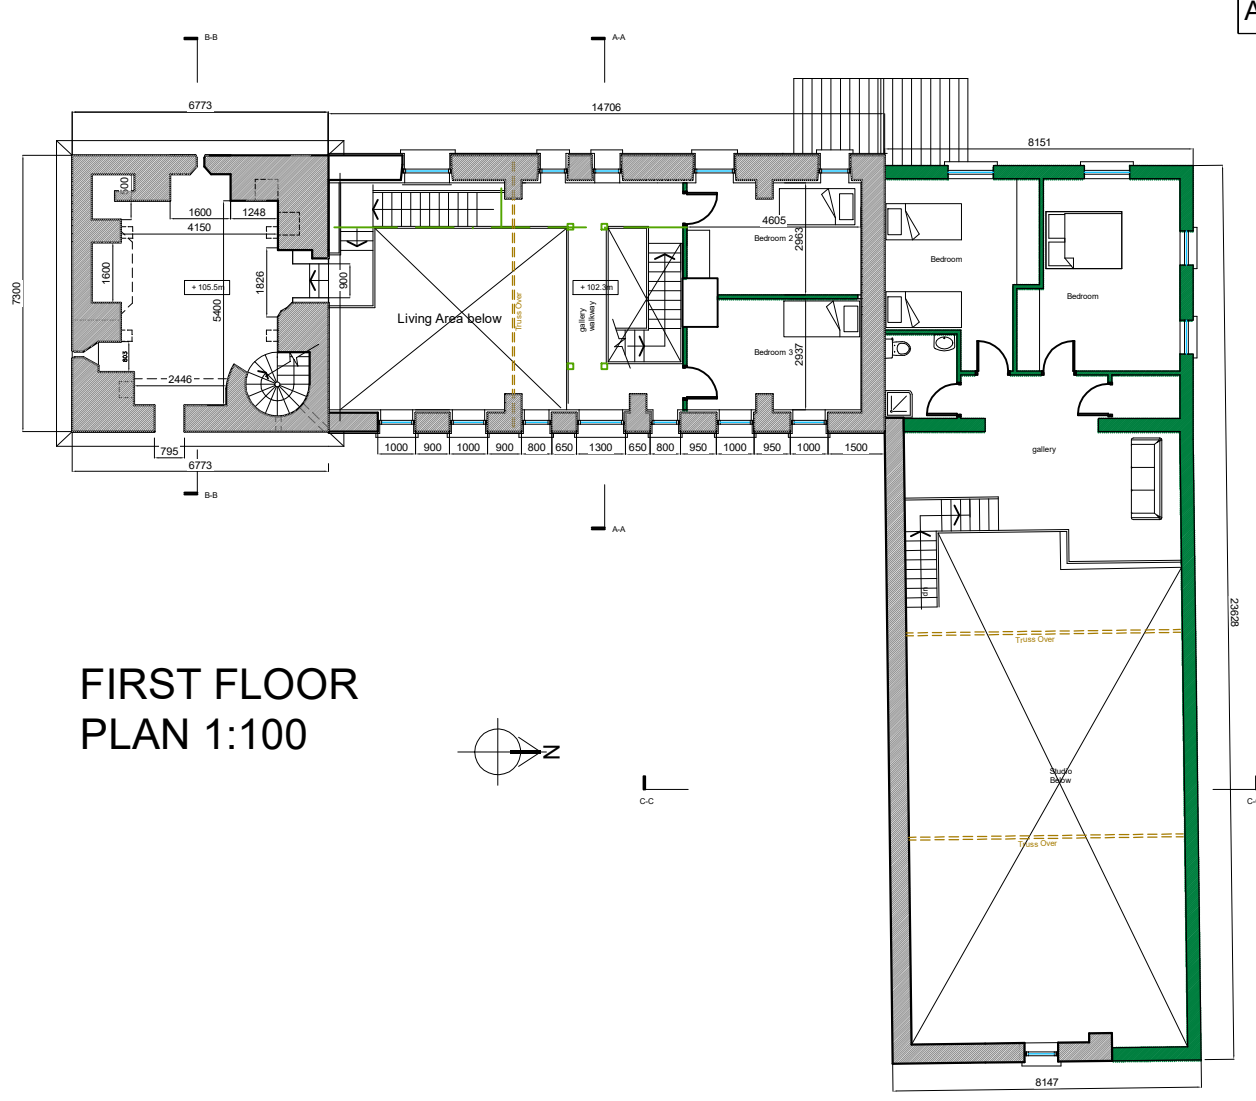 A
B-B
A-A
6773
14706
8151
500
1600
1248
4150
4605
Bedroom 2
2963
Bedroom
Bedroom
1600
+ 105.5m
5400
1826
900
7300
Living Area below
Truss Over
gallery
walkway
+ 102.3m
Bedroom 3
2937
803
2446
795
6773
1000
900
1000
900
800
650
1300
650
800
950
1000
950
1000
1500
gallery
B-B
A-A
up
Truss Over
23628
FIRST FLOOR
PLAN 1:100
N
Studio
Below
C-C
C-
Truss Over
8147